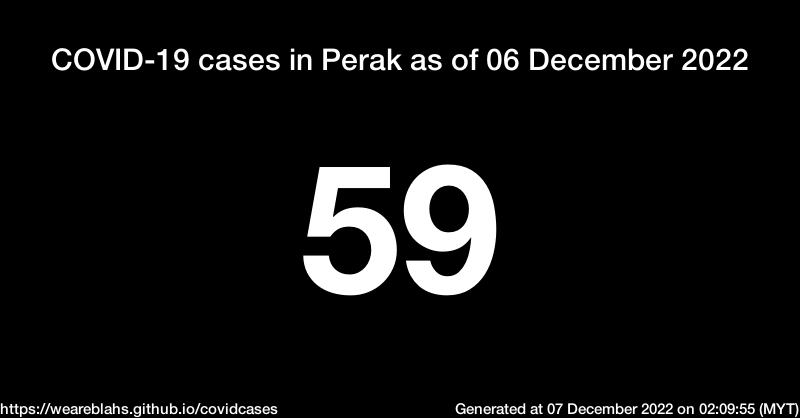 COVID-19 cases in Perak as of 06 December 2022
59
https://weareblahs.github.io/covidcases
Generated at 07 December 2022 on 02:09:55 (MYT)